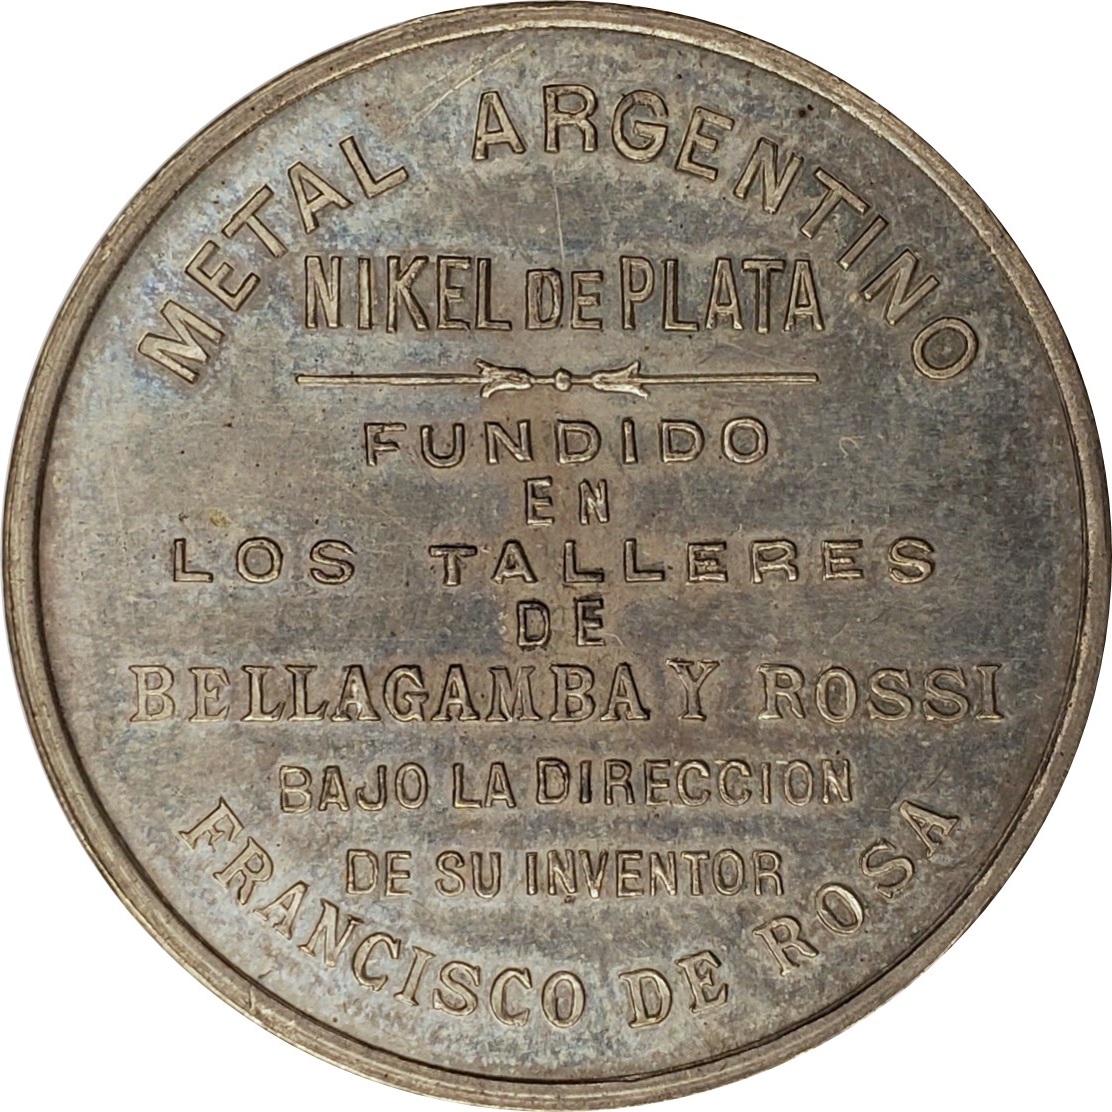 METAL ARGENTINO
NIKEL DE PLATA
FUNDIDO
EN
LOS TALLERES
DE
BELLAGAMBA Y ROSSI
BAJO LA DIRECCION
DE SU INVENTOR
FRANCISCO DE ROSA